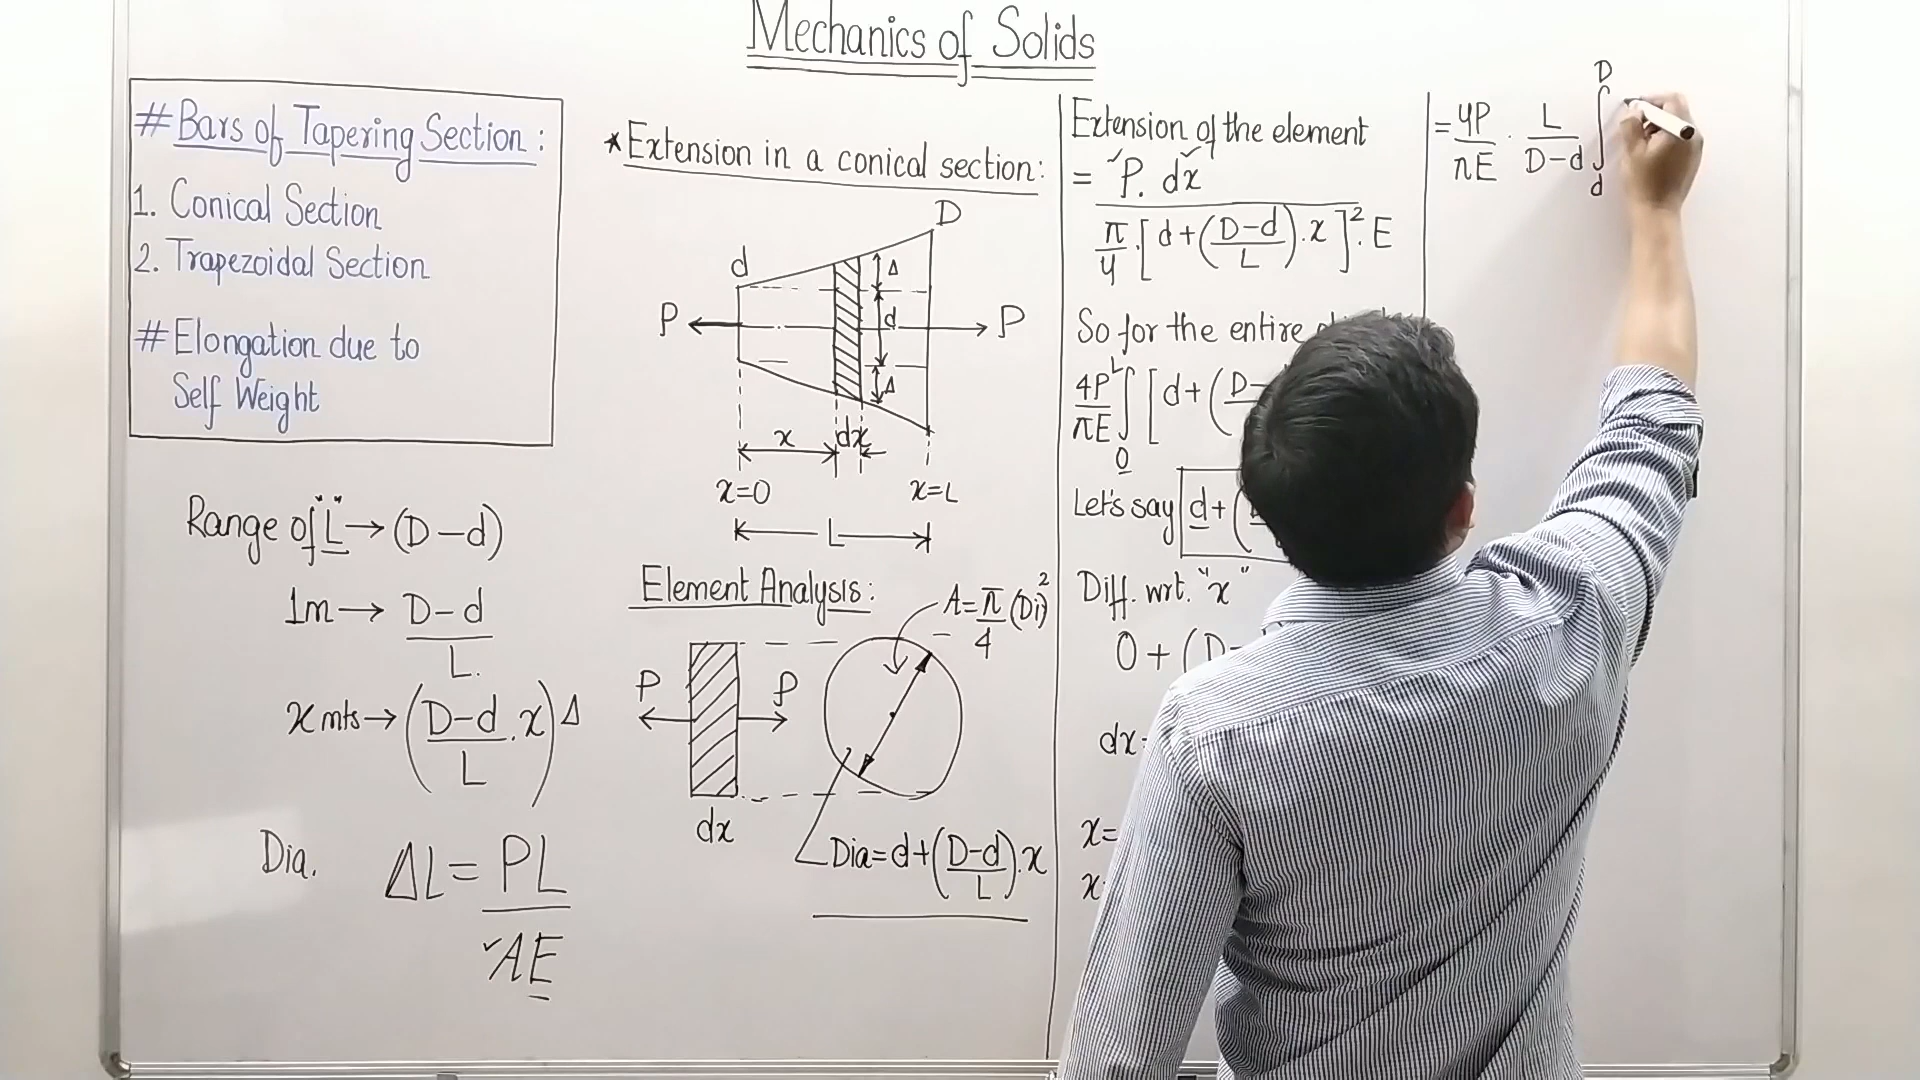 Mechanics of Solids
# Bars of Tapering Section:
1. Conical Section
2. Trapezoidal Section
# Elongation due to
Self Weight
Range of "L" → (D-d)
1m → D-d
L.
x mts → (D-d/L . x) Δ
Dia. ΔL = PL
✓AE
* Extension in a conical section:
D
d
Δ
P d P
Δ
x dx
x=0 x=L
L
Element Analysis:
A = π/4 (Di)²
P P
dx
Dia = d+(D-d/L).x
Extension of the element
= ✓P. dx✓
π/4 . [d+(D-d/L).x]². E
So for the entire
4P/πE ∫₀ᴸ [d+(D-
Let's say d+(
Diff. wrt. "x"
0+(D-
dx=
x=
x
= 4P/πE . L/D-d ∫
D
d